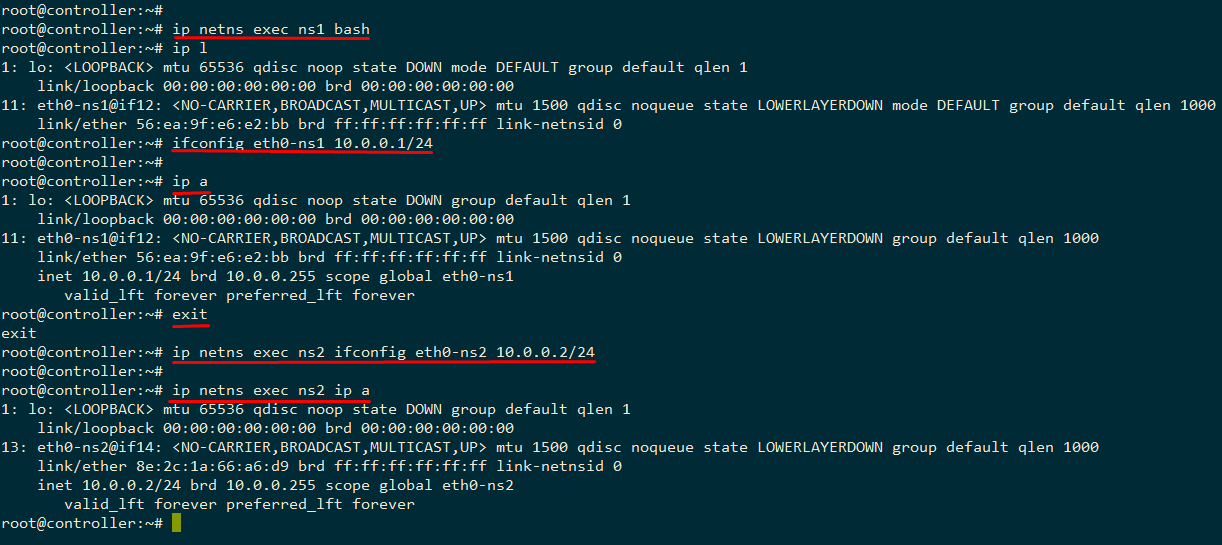 root@controller:~#
root@controller:~# ip netns exec ns1 bash
root@controller:~# ip l
1: lo: <LOOPBACK> mtu 65536 qdisc noop state DOWN mode DEFAULT group default qlen 1
    link/loopback 00:00:00:00:00:00 brd 00:00:00:00:00:00
11: eth0-ns1@if12: <NO-CARRIER,BROADCAST,MULTICAST,UP> mtu 1500 qdisc noqueue state LOWERLAYERDOWN mode DEFAULT group default qlen 1000
    link/ether 56:ea:9f:e6:e2:bb brd ff:ff:ff:ff:ff:ff link-netnsid 0
root@controller:~# ifconfig eth0-ns1 10.0.0.1/24
root@controller:~#
root@controller:~# ip a
1: lo: <LOOPBACK> mtu 65536 qdisc noop state DOWN group default qlen 1
    link/loopback 00:00:00:00:00:00 brd 00:00:00:00:00:00
11: eth0-ns1@if12: <NO-CARRIER,BROADCAST,MULTICAST,UP> mtu 1500 qdisc noqueue state LOWERLAYERDOWN group default qlen 1000
    link/ether 56:ea:9f:e6:e2:bb brd ff:ff:ff:ff:ff:ff link-netnsid 0
    inet 10.0.0.1/24 brd 10.0.0.255 scope global eth0-ns1
       valid_lft forever preferred_lft forever
root@controller:~# exit
exit
root@controller:~# ip netns exec ns2 ifconfig eth0-ns2 10.0.0.2/24
root@controller:~#
root@controller:~# ip netns exec ns2 ip a
1: lo: <LOOPBACK> mtu 65536 qdisc noop state DOWN group default qlen 1
    link/loopback 00:00:00:00:00:00 brd 00:00:00:00:00:00
13: eth0-ns2@if14: <NO-CARRIER,BROADCAST,MULTICAST,UP> mtu 1500 qdisc noqueue state LOWERLAYERDOWN group default qlen 1000
    link/ether 8e:2c:1a:66:a6:d9 brd ff:ff:ff:ff:ff:ff link-netnsid 0
    inet 10.0.0.2/24 brd 10.0.0.255 scope global eth0-ns2
       valid_lft forever preferred_lft forever
root@controller:~#